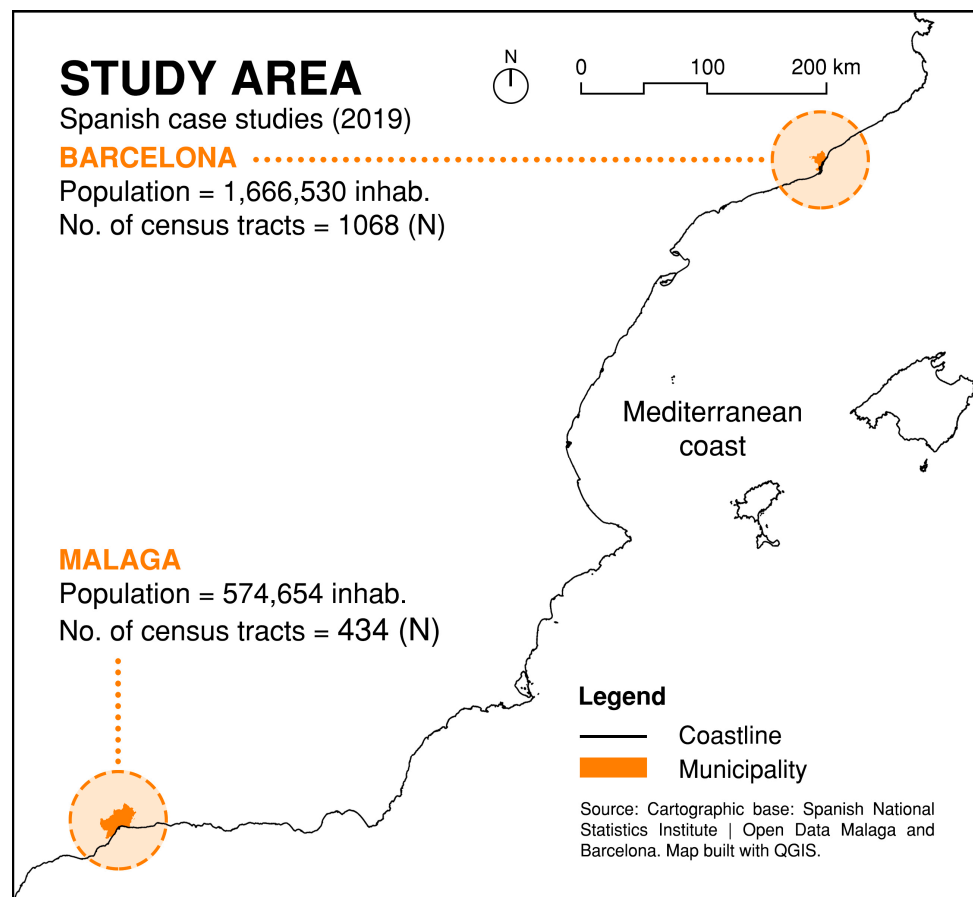 STUDY AREA
Spanish case studies (2019)
BARCELONA
Population = 1,666,530 inhab.
No. of census tracts = 1068 (N)
N
0 100 200 km
Mediterranean
coast
MALAGA
Population = 574,654 inhab.
No. of census tracts = 434 (N)
Legend
Coastline
Municipality
Source: Cartographic base: Spanish National
Statistics Institute | Open Data Malaga and
Barcelona. Map built with QGIS.